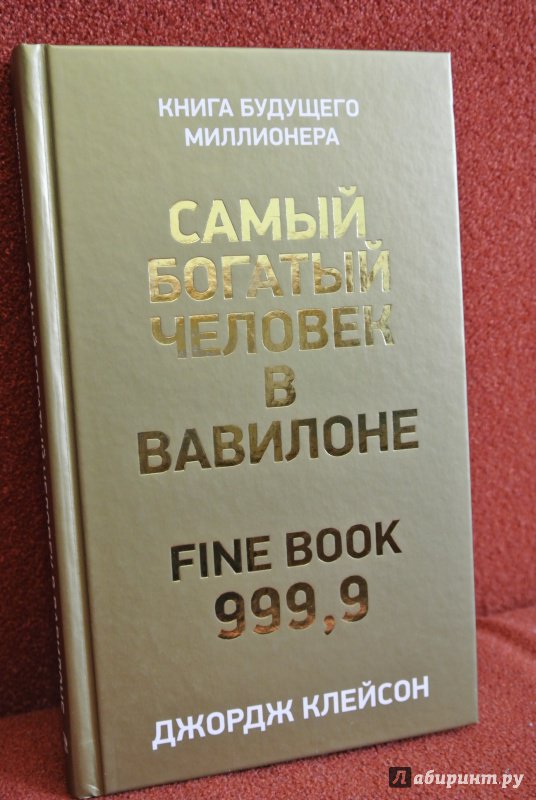 КНИГА БУДУЩЕГО
МИЛЛИОНЕРА
САМЫЙ
БОГАТЫЙ
ЧЕЛОВЕК
В
ВАВИЛОНЕ
FINE BOOK
999,9
ДЖОРДЖ КЛЕЙСОН
Лабиринт.ру